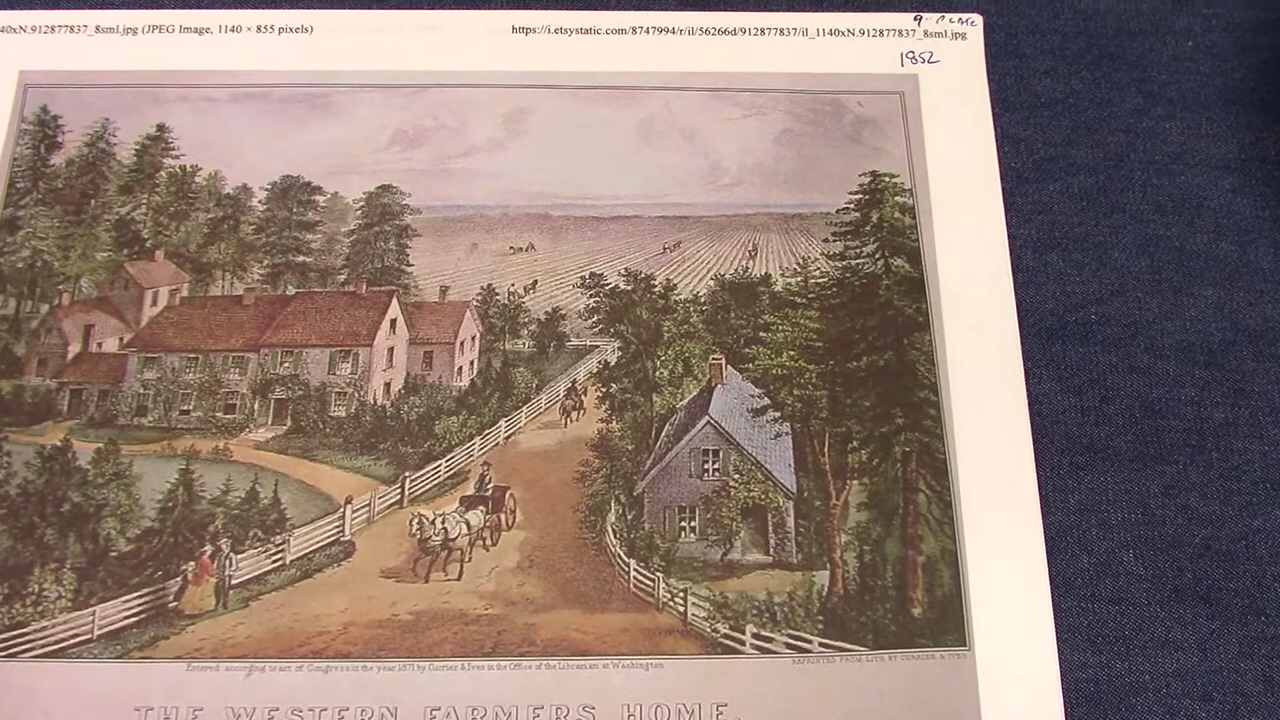 40xN.912877837_8sml.jpg (JPEG Image, 1140 × 855 pixels)
https://i.etsystatic.com/8747994/r/il/56266d/912877837/il_1140xN.912877837_8sml.jpg
9" PLATE
1852
Entered according to act of Congress in the year 1871 by Currier & Ives in the Office of the Librarian at Washington
REPRINTED FROM LITH. BY CURRIER & IVES
THE WESTERN FARMERS HOME.